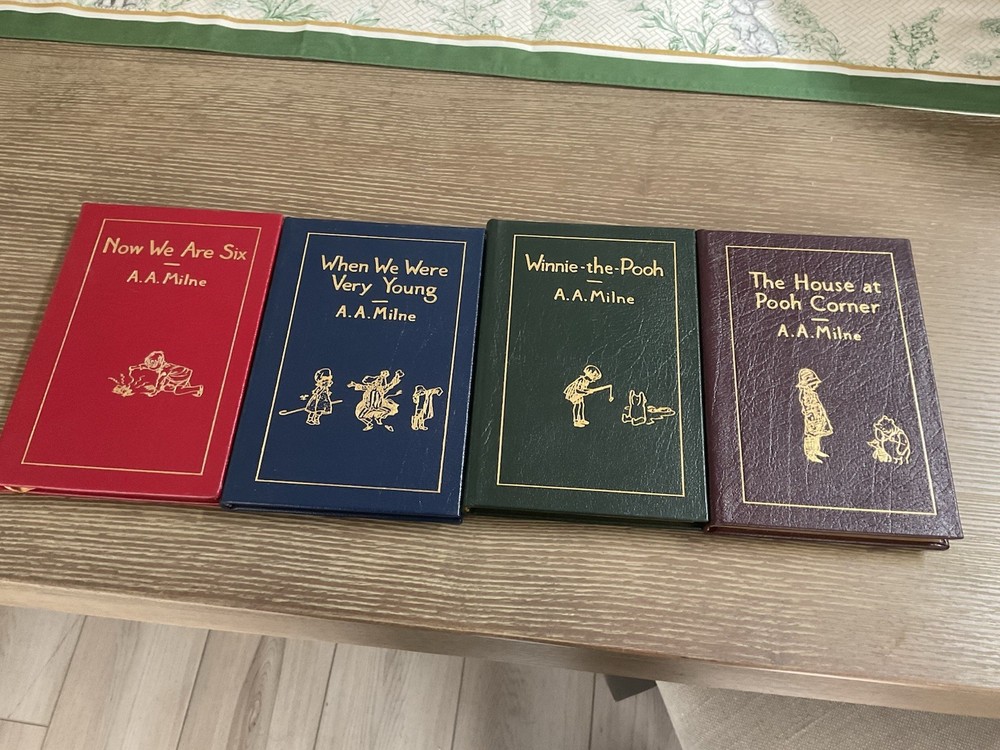 Now We Are Six
A.A.Milne
When We Were
Very Young
A.A.Milne
Winnie-the-Pooh
A.A.Milne
The House at
Pooh Corner
A.A.Milne